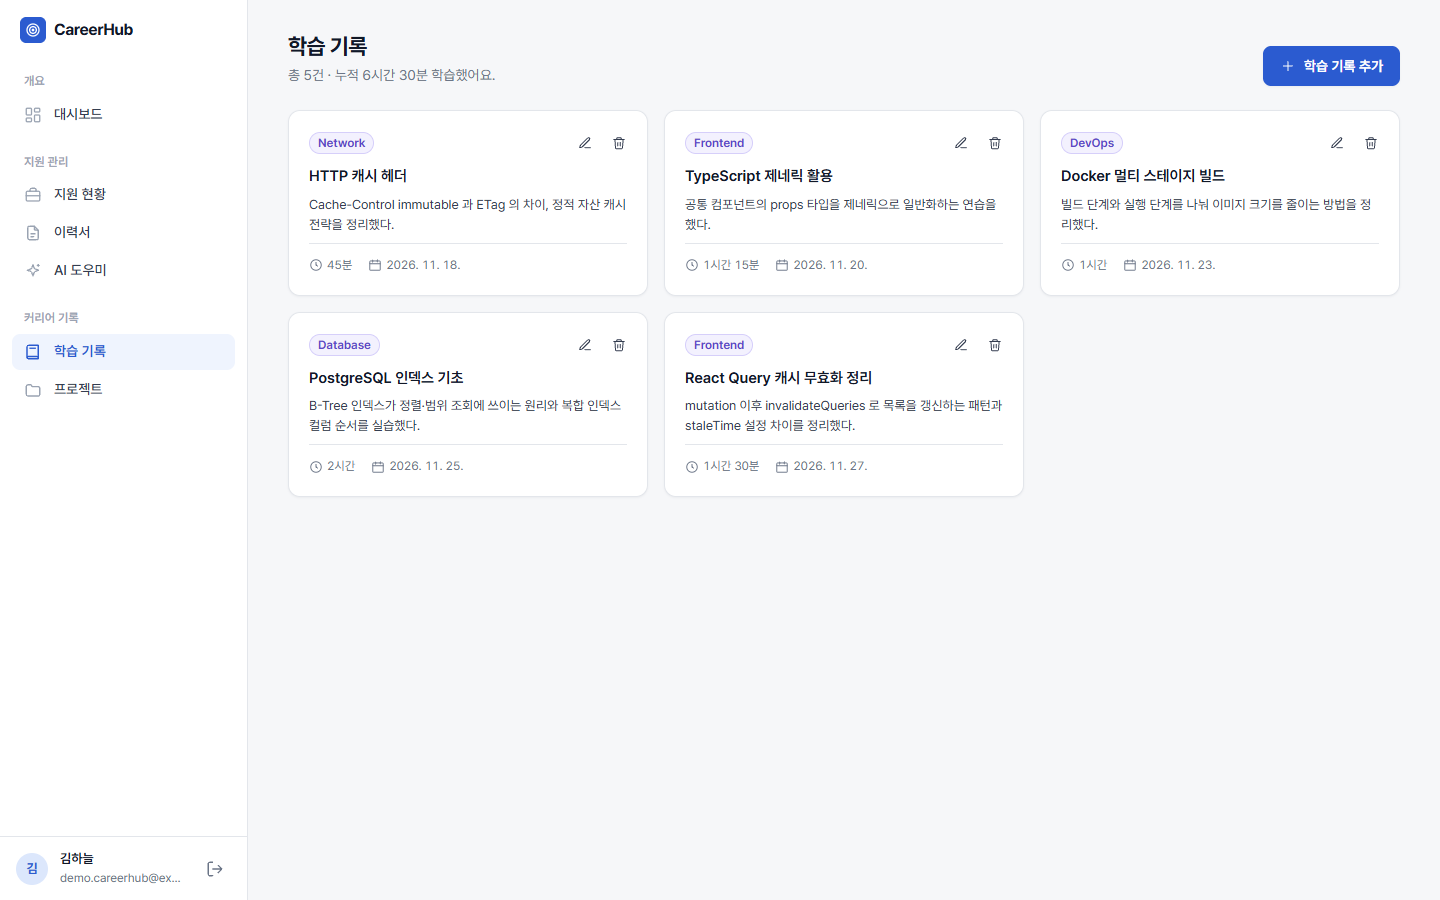 CareerHub
개요
대시보드
지원 관리
지원 현황
이력서
AI 도우미
커리어 기록
학습 기록
프로젝트
김
김하늘
demo.careerhub@ex...
학습 기록
총 5건 · 누적 6시간 30분 학습했어요.
+ 학습 기록 추가
Network
HTTP 캐시 헤더
Cache-Control immutable 과 ETag 의 차이, 정적 자산 캐시
전략을 정리했다.
45분 2026. 11. 18.
Frontend
TypeScript 제네릭 활용
공통 컴포넌트의 props 타입을 제네릭으로 일반화하는 연습을
했다.
1시간 15분 2026. 11. 20.
DevOps
Docker 멀티 스테이지 빌드
빌드 단계와 실행 단계를 나눠 이미지 크기를 줄이는 방법을 정
리했다.
1시간 2026. 11. 23.
Database
PostgreSQL 인덱스 기초
B-Tree 인덱스가 정렬·범위 조회에 쓰이는 원리와 복합 인덱스
컬럼 순서를 실습했다.
2시간 2026. 11. 25.
Frontend
React Query 캐시 무효화 정리
mutation 이후 invalidateQueries 로 목록을 갱신하는 패턴과
staleTime 설정 차이를 정리했다.
1시간 30분 2026. 11. 27.